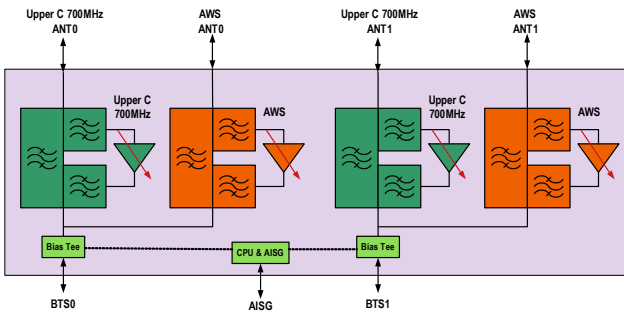 Upper C 700MHz
ANT0
AWS
ANT0
Upper C 700MHz
ANT1
AWS
ANT1
Upper C
700MHz
AWS
Upper C
700MHz
AWS
Bias Tee
CPU & AISG
Bias Tee
BTS0
AISG
BTS1